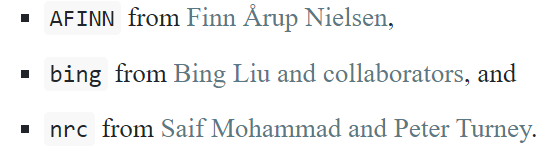 ▪ AFINN from Finn Årup Nielsen,
▪ bing from Bing Liu and collaborators, and
▪ nrc from Saif Mohammad and Peter Turney.